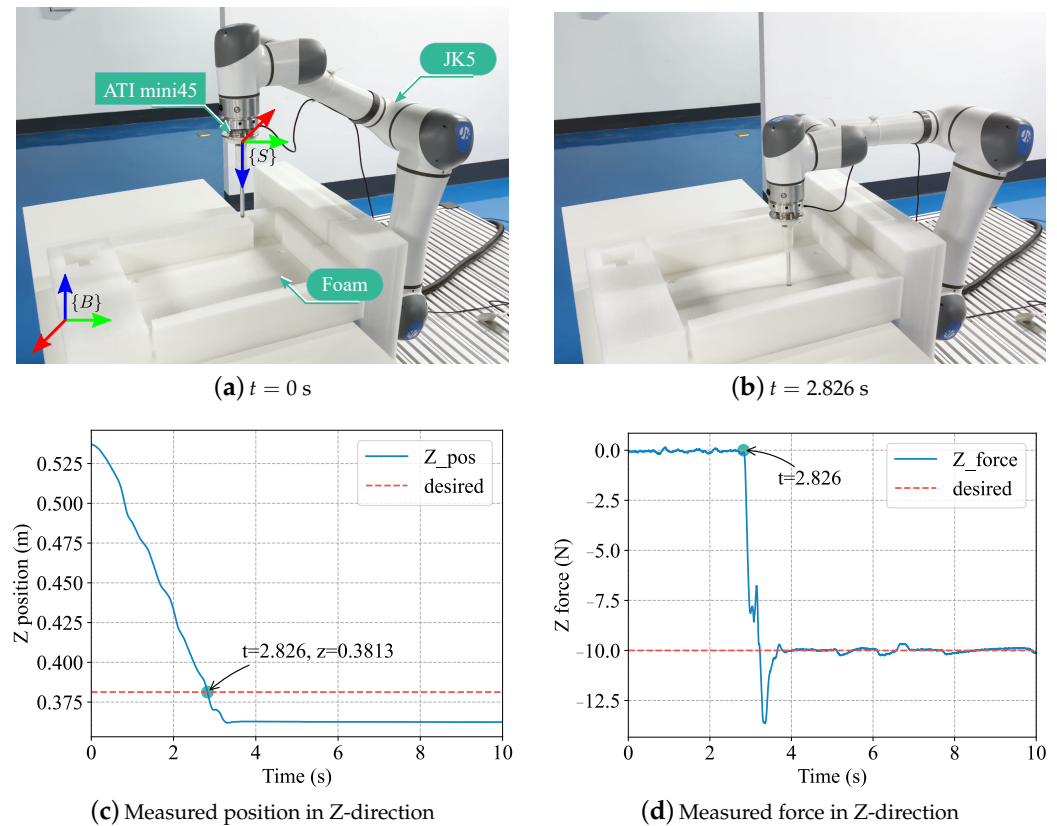 JK5
ATI mini45
{S}
Foam
{B}
(a) t = 0 s
(b) t = 2.826 s
0.525
0.500
0.475
0.450
0.425
0.400
0.375
Z position (m)
Z_pos
desired
t=2.826, z=0.3813
0 2 4 6 8 10
Time (s)
(c) Measured position in Z-direction
0.0
−2.5
−5.0
−7.5
−10.0
−12.5
Z force (N)
Z_force
desired
t=2.826
0 2 4 6 8 10
Time (s)
(d) Measured force in Z-direction